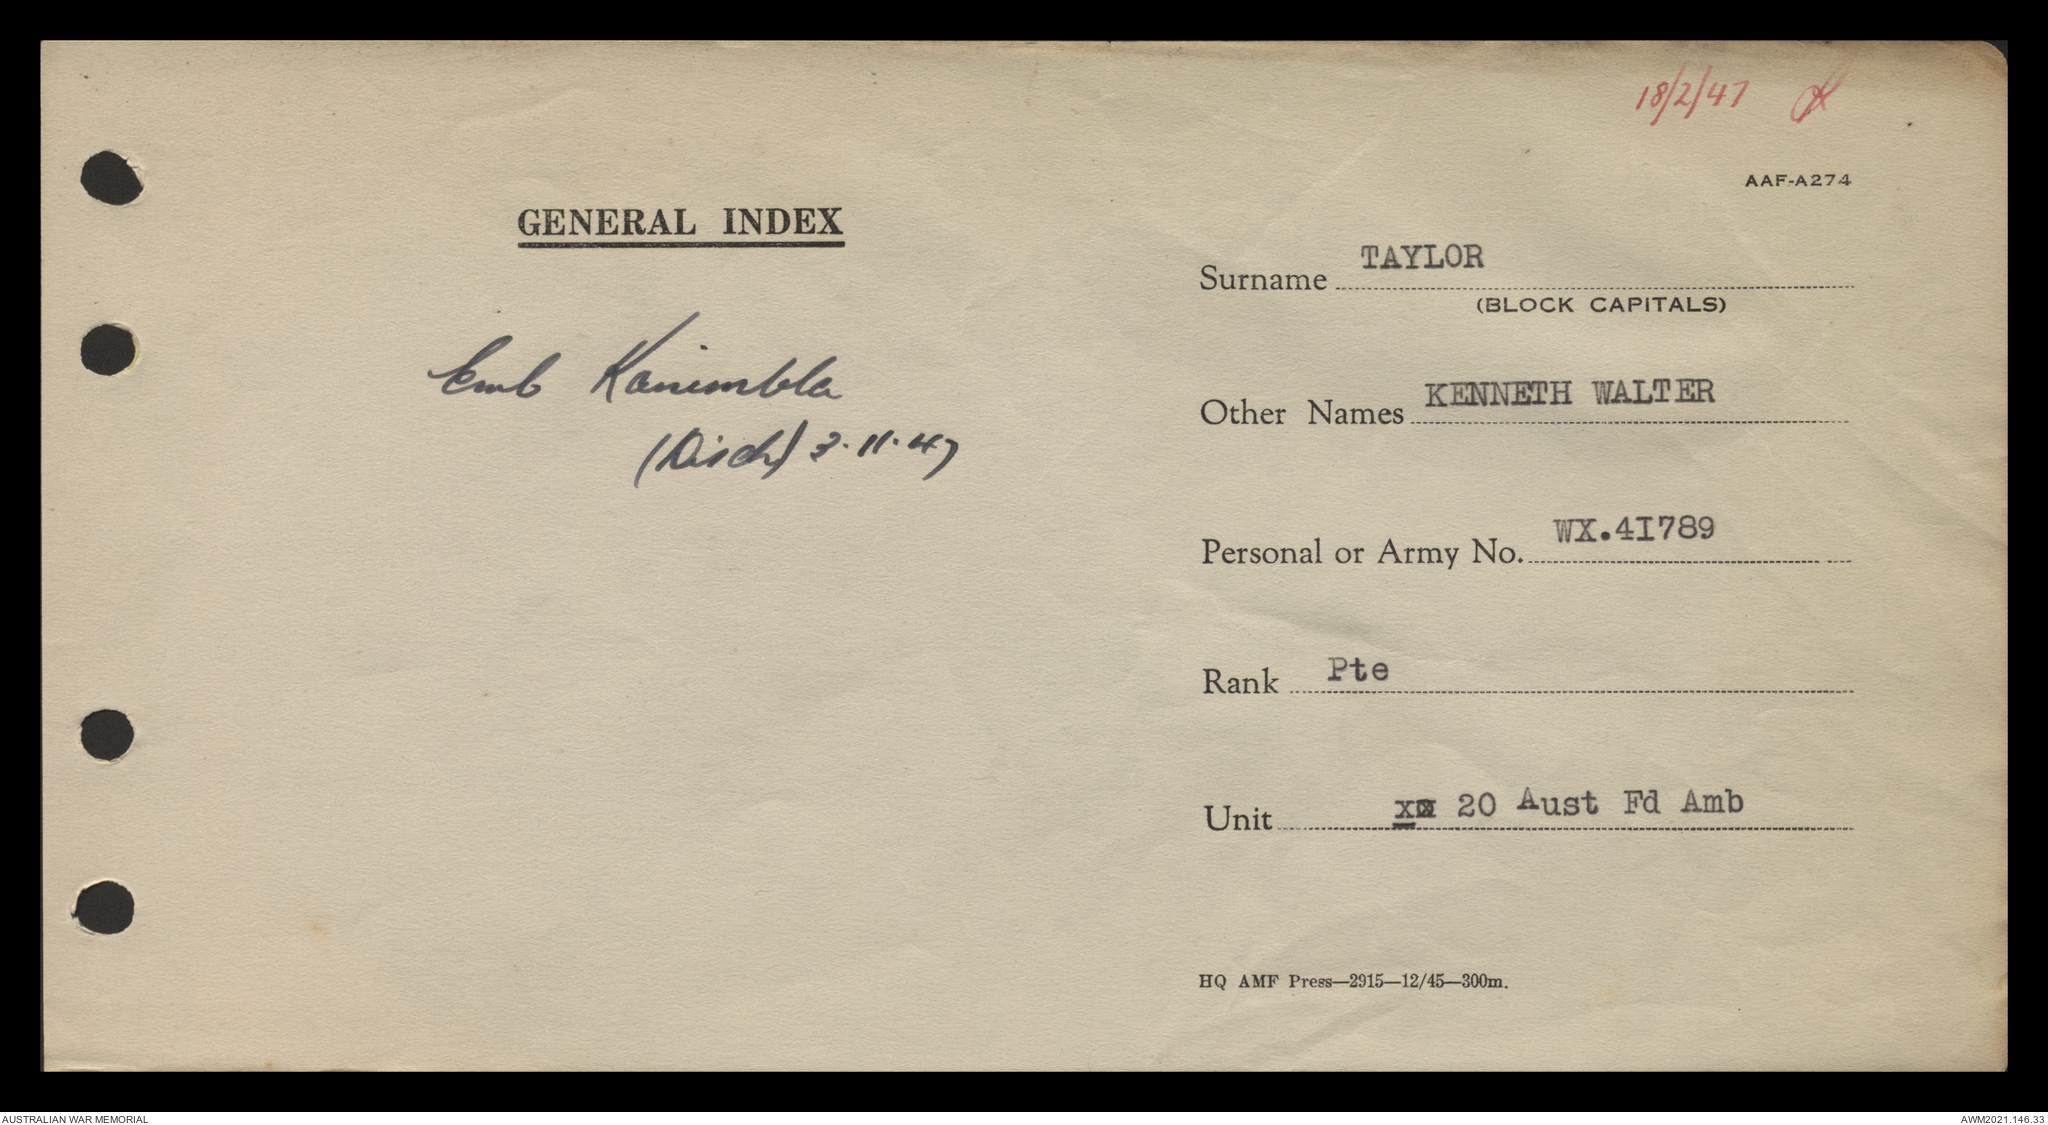 18/2/47
AAF-A274
GENERAL INDEX
Surname TAYLOR
(BLOCK CAPITALS)
Other Names KENNETH WALTER
Emb Kanimbla
(Disch) 3.11.47
Personal or Army No. WX.41789
Rank Pte
Unit 20 Aust Fd Amb
HQ AMF Press—2915—12/45—300m.
AUSTRALIAN WAR MEMORIAL
AWM2021.146.33